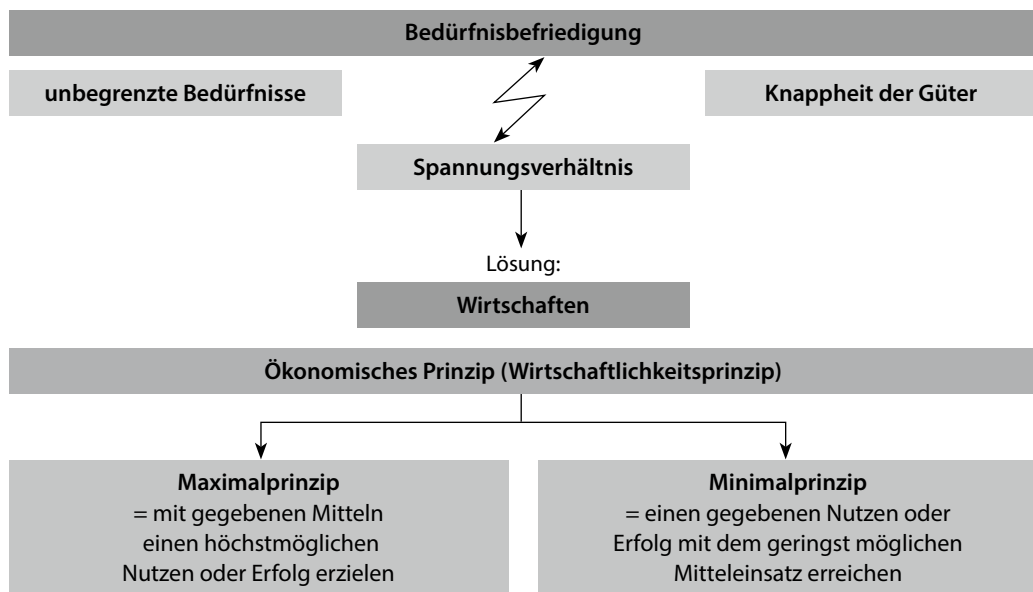 Bedürfnisbefriedigung
unbegrenzte Bedürfnisse
Knappheit der Güter
Spannungsverhältnis
Lösung:
Wirtschaften
Ökonomisches Prinzip (Wirtschaftlichkeitsprinzip)
Maximalprinzip
= mit gegebenen Mitteln
einen höchstmöglichen
Nutzen oder Erfolg erzielen
Minimalprinzip
= einen gegebenen Nutzen oder
Erfolg mit dem geringst möglichen
Mitteleinsatz erreichen